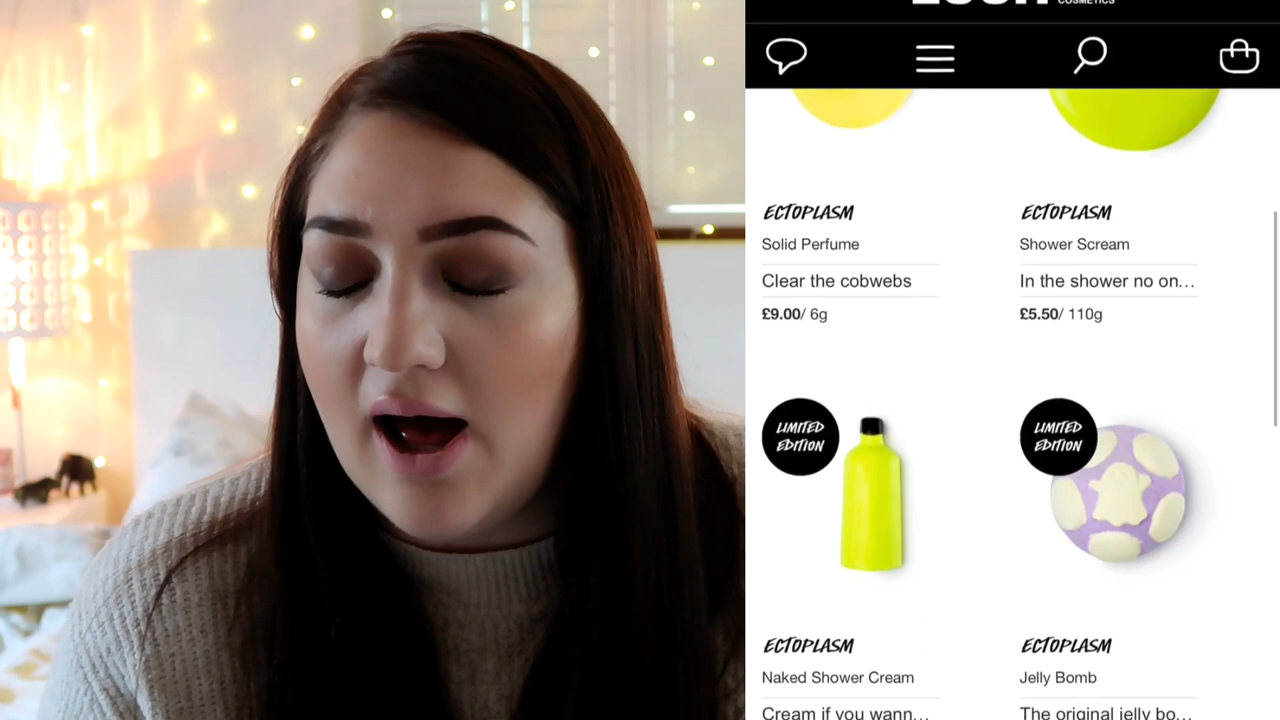 COSMETICS
ECTOPLASM
Solid Perfume
Clear the cobwebs
£9.00/ 6g
ECTOPLASM
Shower Scream
In the shower no on...
£5.50/ 110g
LIMITED
EDITION
LIMITED
EDITION
ECTOPLASM
Naked Shower Cream
Cream if you wann...
ECTOPLASM
Jelly Bomb
The original jelly bo...